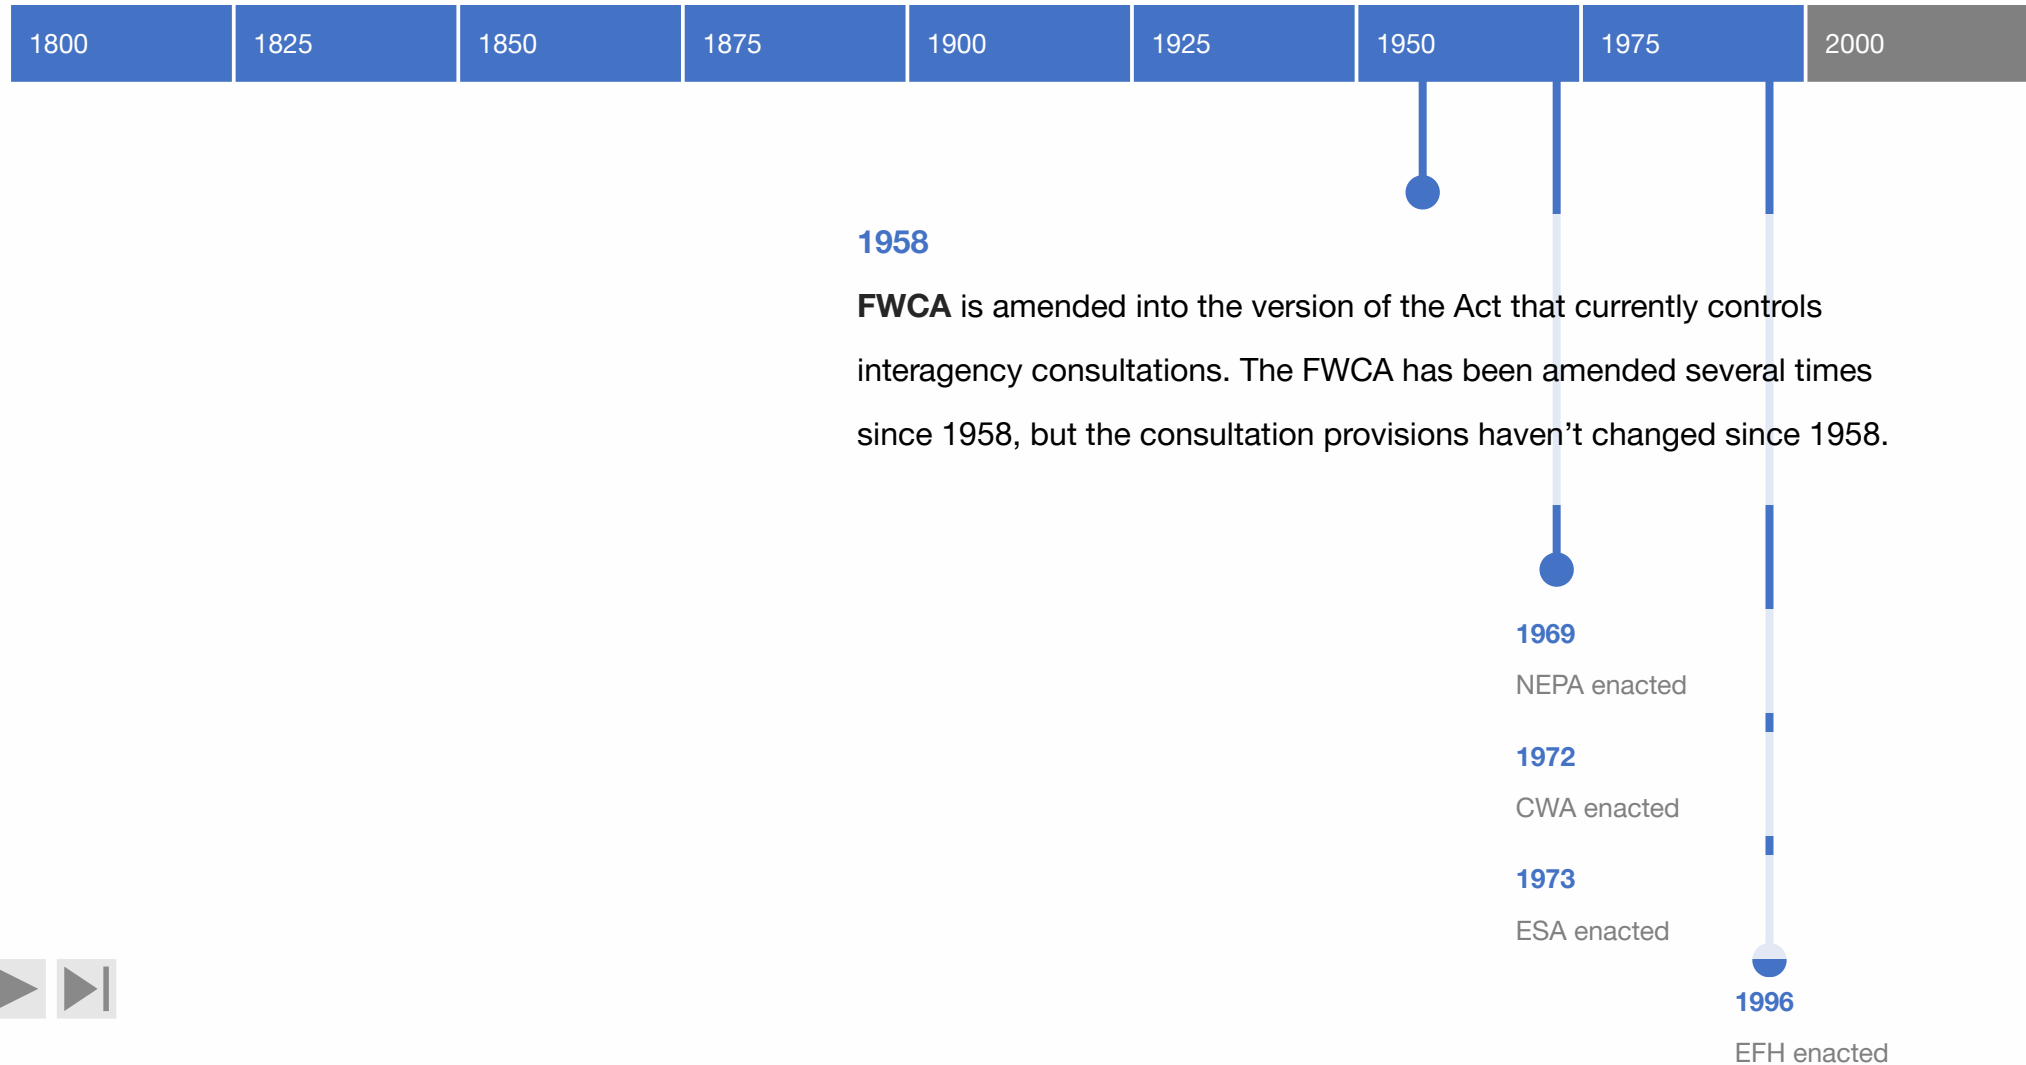 1800
1825
1850
1875
1900
1925
1950
1975
2000
1958
FWCA is amended into the version of the Act that currently controls
interagency consultations. The FWCA has been amended several times
since 1958, but the consultation provisions haven’t changed since 1958.
1969
NEPA enacted
1972
CWA enacted
1973
ESA enacted
1996
EFH enacted